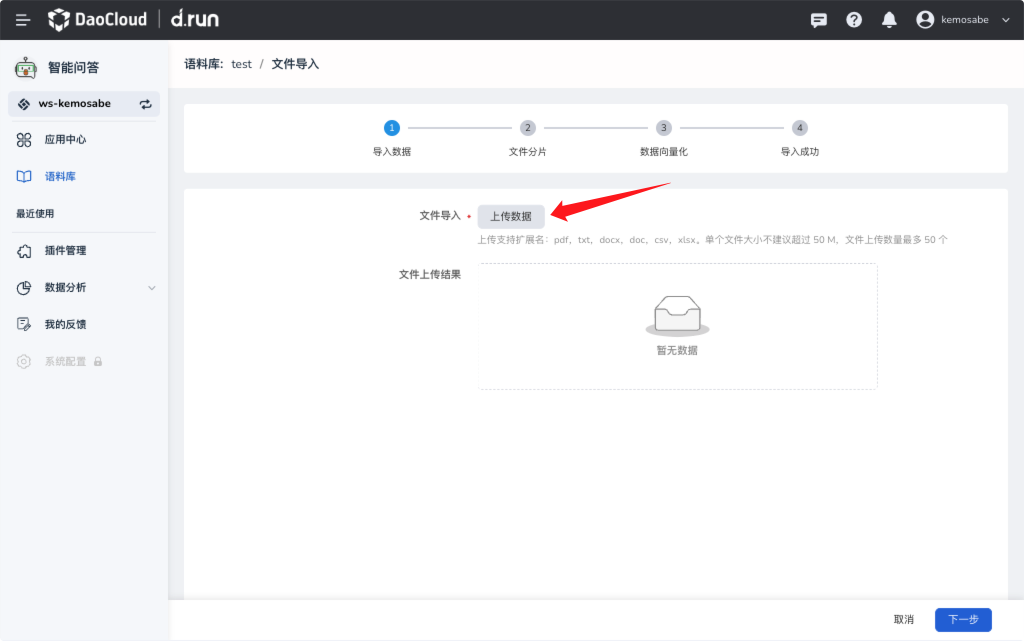 DaoCloud d.run
kemosabe
智能问答
ws-kemosabe
应用中心
语料库
最近使用
插件管理
数据分析
我的反馈
系统配置
语料库： test / 文件导入
1 2 3 4
导入数据 文件分片 数据向量化 导入成功
文件导入 • 上传数据
上传支持扩展名：pdf，txt，docx，doc，csv，xlsx。单个文件大小不建议超过 50 M，文件上传数量最多 50 个
文件上传结果
暂无数据
取消 下一步